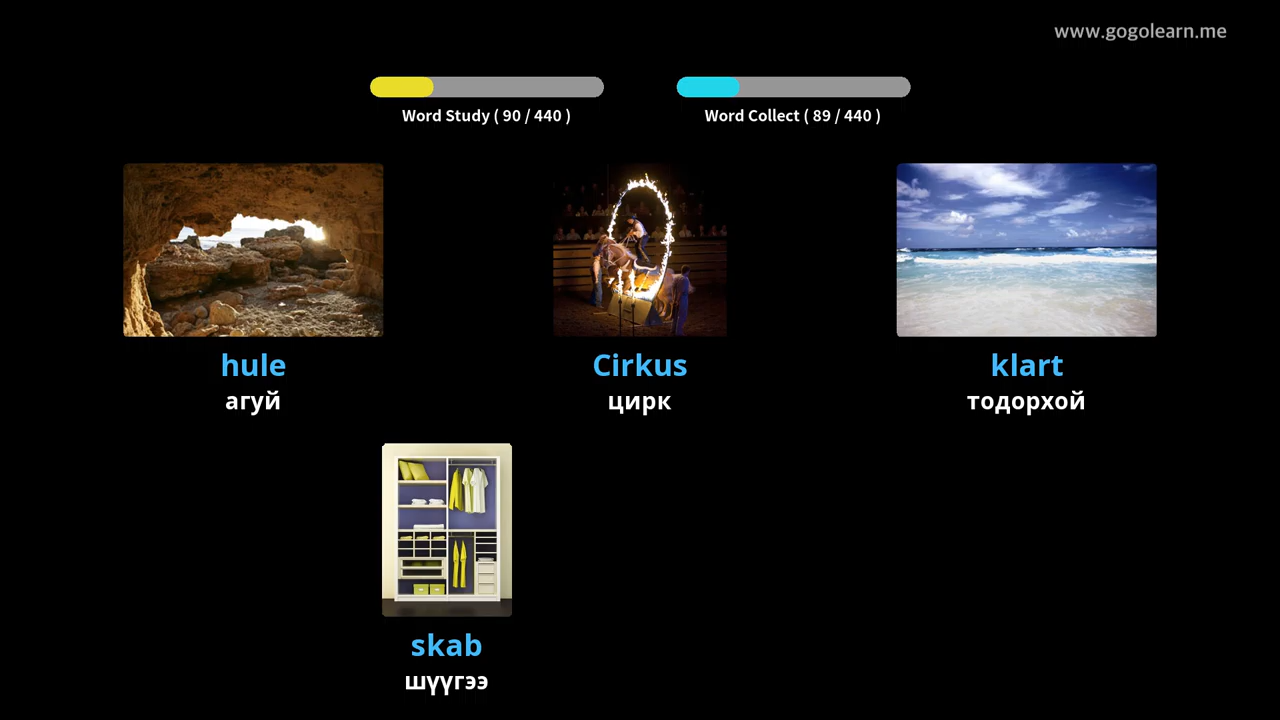 www.gogolearn.me
Word Study ( 90 / 440 )
Word Collect ( 89 / 440 )
hule
агуй
Cirkus
цирк
klart
тодорхой
skab
шүүгээ